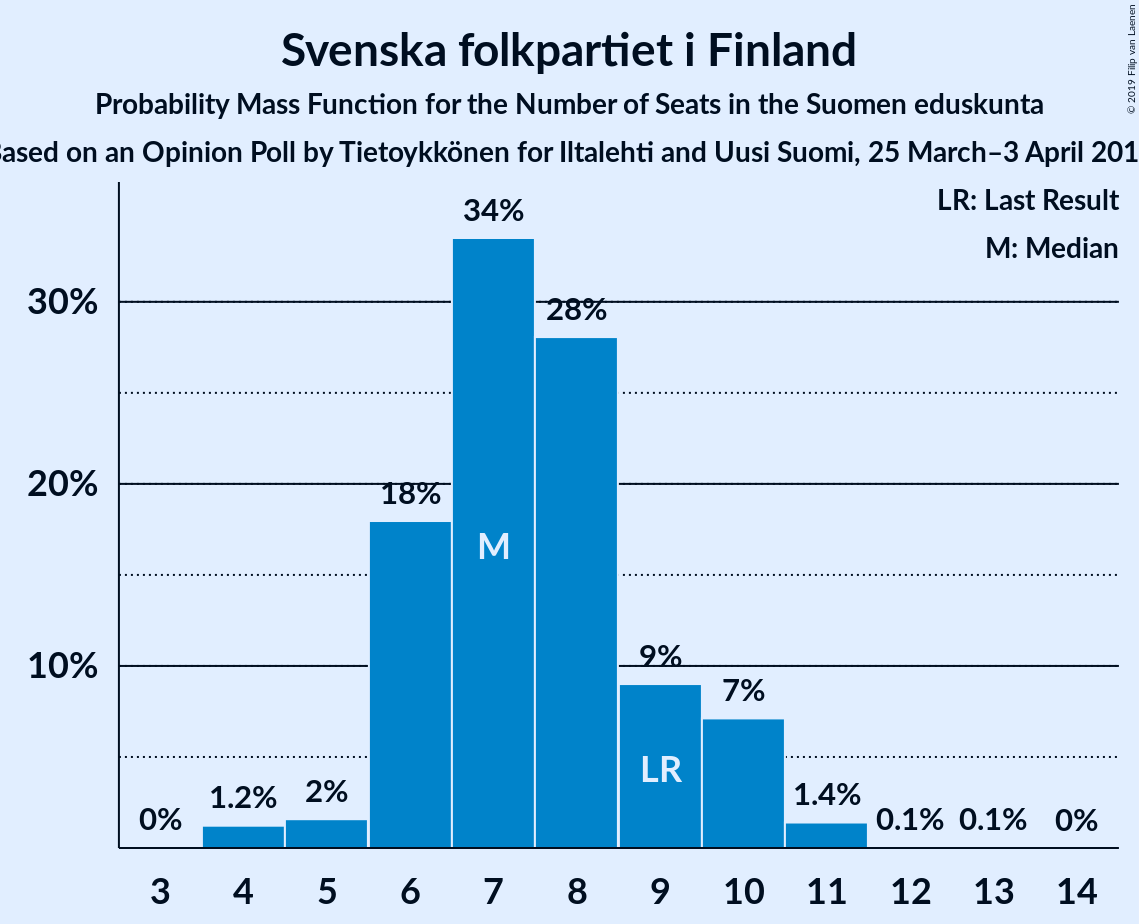 Svenska folkpartiet i Finland
Probability Mass Function for the Number of Seats in the Suomen eduskunta
ased on an Opinion Poll by Tietoykkönen for Iltalehti and Uusi Suomi, 25 March–3 April 201
© 2019 Filip van Laenen
LR: Last Result
M: Median
34%
30%
28%
20%
18%
M
10%
9%
7%
LR
0%
1.2%
2%
1.4%
0.1%
0.1%
0%
3 4 5 6 7 8 9 10 11 12 13 14